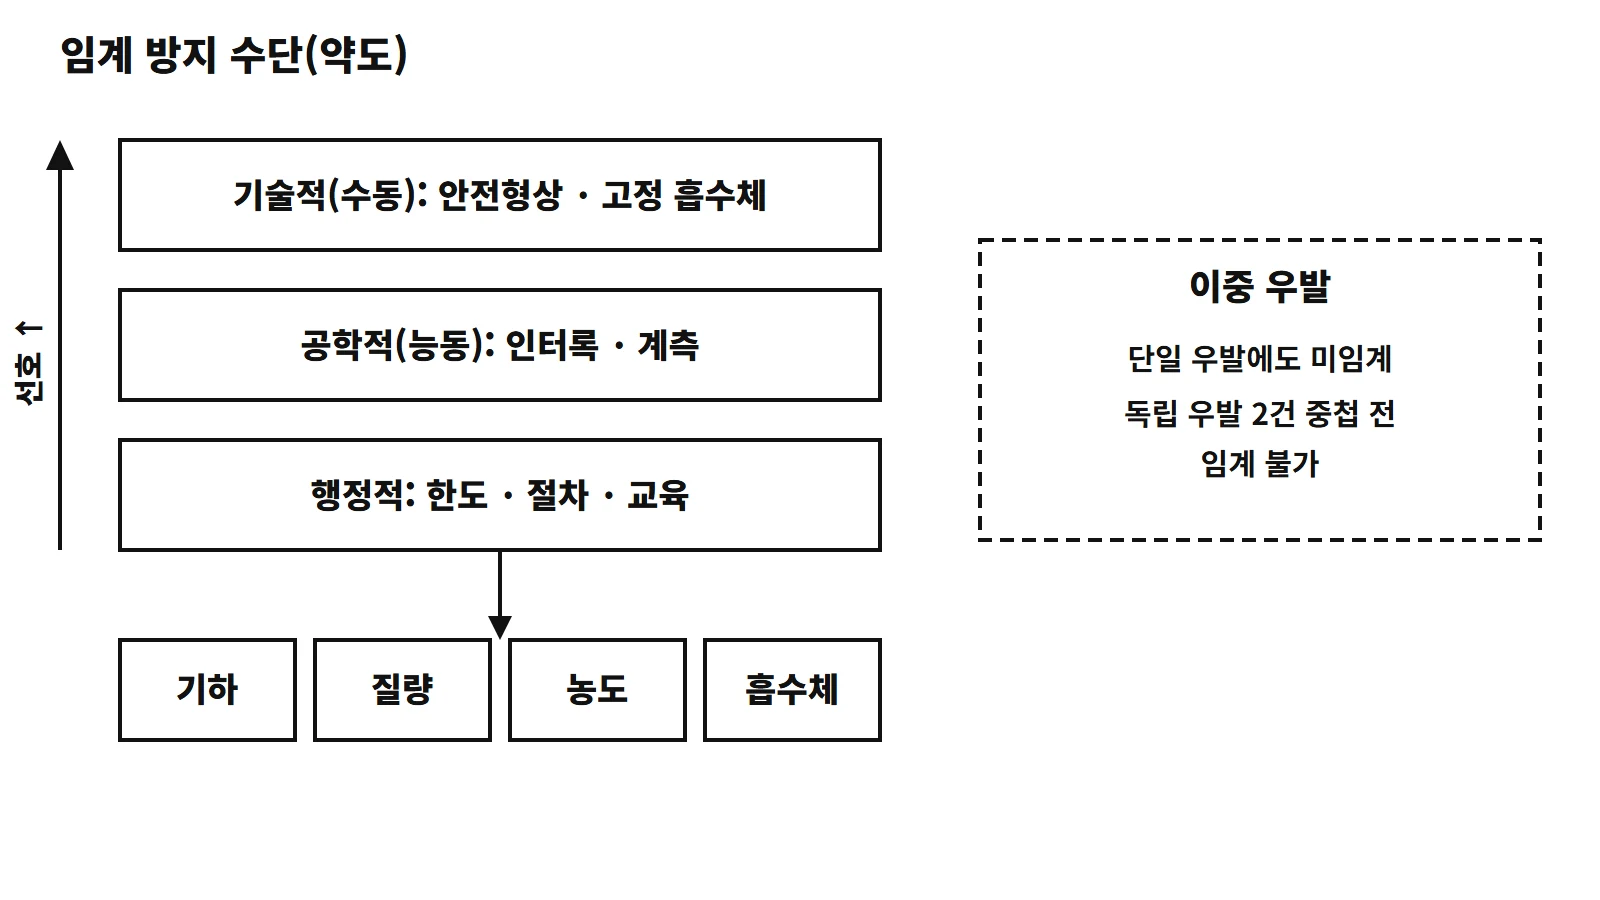 임계 방지 수단(약도)
선호 ↑
기술적(수동): 안전형상 · 고정 흡수체
공학적(능동): 인터록 · 계측
행정적: 한도 · 절차 · 교육
기하
질량
농도
흡수체
이중 우발
단일 우발에도 미임계
독립 우발 2건 중첩 전
임계 불가